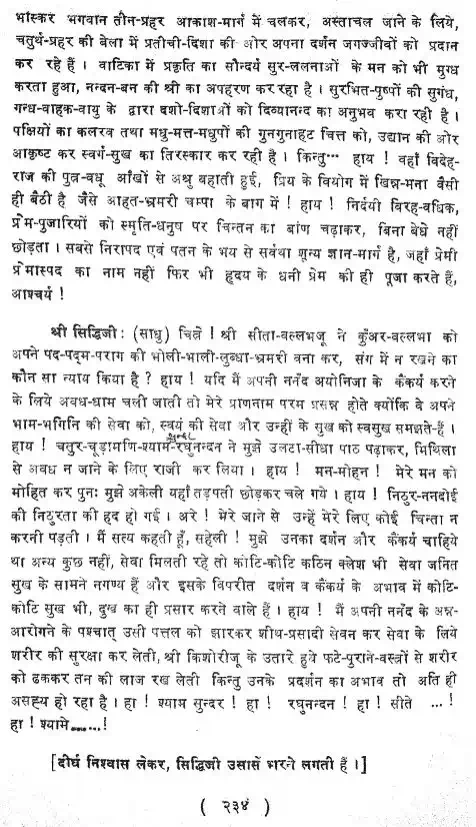 भास्कर भगवान तीन-प्रहर आकाश-मार्ग में चलकर, अस्ताचल जाने के लिये,
चतुर्थ-प्रहर की बेला में प्रतीची-दिशा की ओर अपना दर्शन जगज्जीवों को प्रदान
कर रहे हैं । वाटिका में प्रकृति का सौन्दर्य सुर-ललनाओं के मन को भी मुग्ध
करता हुआ, नन्दन-बन की श्री का अपहरण कर रहा है । सुरभित-पुष्पों की सुगंध,
गन्ध-वाहक-वायु के द्वारा दशो-दिशाओं को दिव्यानन्द का अनुभव करा रही है ।
पक्षियों का कलरव तथा मधु-मत्त-मधुपों की गुनगुनाहट चित्त को, उद्यान की ओर
आकृष्ट कर स्वर्ग-सुख का तिरस्कार कर रही है । किन्तु... हाय ! वहाँ विदेह-
राज की पुत्र-बधू आँखों से अश्रु बहाती हुई, प्रिय के वियोग में खिन्न-मना वैसी
ही बैठी है जैसे आहत-भ्रमरी चम्पा के बाग में ! हाय ! निर्दयी विरह-बधिक,
प्रेम-पुजारियों को स्मृति-धनुष पर चिन्तन का बाण चढ़ाकर, बिना बेधे नहीं
छोड़ता । सबसे निरापद एवं पतन के भय से सर्वथा शून्य ज्ञान-मार्ग है, जहाँ प्रेमी
प्रेमास्पद का नाम नहीं फिर भी हृदय के धनी प्रेम की ही पूजा करते हैं,
आश्चर्य !
श्री सिद्धिजी : (साधु) चित्रे ! श्री सीता-बल्लभजू ने कुँअर-बल्लभा को
अपने पद-पद्म-पराग की भोली-भाली-लुब्धा-भ्रमरी बना कर, संग में न रखने का
कौन सा न्याय किया है ? हाय ! यदि मैं अपनी ननँद अयोनिजा के कैंकर्य करने
के लिये अवध-धाम चली जाती तो मेरे प्राणनाथ परम प्रसन्न होते क्योंकि वे अपने
भाम-भगिनि की सेवा को, स्वयं की सेवा और उन्हीं के सुख को स्वसुख समझते हैं ।
हाय ! चतुर-चूड़ामणि-श्याम-सुन्दर रघुनन्दन ने मुझे उलटा-सीधा पाठ पढ़ाकर, मिथिला
से अवध न जाने के लिए राजी कर लिया । हाय ! मन-मोहन ! मेरे मन को
मोहित कर पुनः मुझे अकेली यहाँ तड़पती छोड़कर चले गये । हाय ! निठुर-ननदोई
की निठुरता की हद हो गई । अरे ! मेरे जाने से उन्हें मेरे लिए कोई चिन्ता न
करनी पड़ती । मैं सत्य कहती हूँ, सहेली ! मुझे उनका दर्शन और कैंकर्य चाहिये
था अन्य कुछ नहीं, सेवा मिलती रहे तो कोटि-कोटि कठिन क्लेश भी सेवा जनित
सुख के सामने नगण्य हैं और इसके विपरीत दर्शन व कैंकर्य के अभाव में कोटि-
कोटि सुख भी, दुख का ही प्रसार करने वाले हैं । हाय ! मैं अपनी ननँद के अन्न-
आरोगने के पश्चात् उसी पत्तल को झारकर शीथ-प्रसादी सेवन कर सेवा के लिये
शरीर की सुरक्षा कर लेती, श्री किशोरीजू के उतारे हुये फटे-पुराने-वस्त्रों से शरीर
को ढककर तन की लाज रख लेती किन्तु उनके प्रदर्शन का अभाव तो अति ही
असह्य हो रहा है । हा ! श्याम सुन्दर ! हा ! रघुनन्दन ! हा ! सीते ...!
हा ! श्यामे......!
[दीर्घ निश्वास लेकर, सिद्धिजी उसासें भरने लगती हैं ।]
( २३४ )